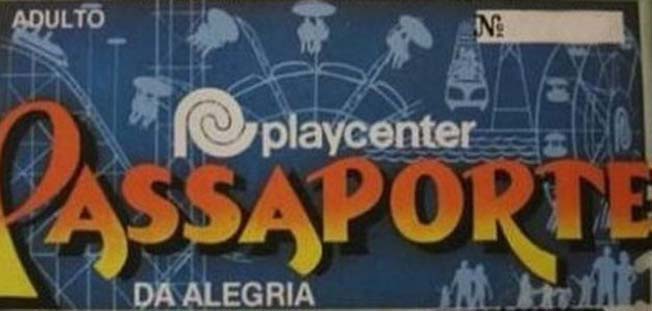 ADULTO
Nº
playcenter
PASSAPORTE
DA ALEGRIA